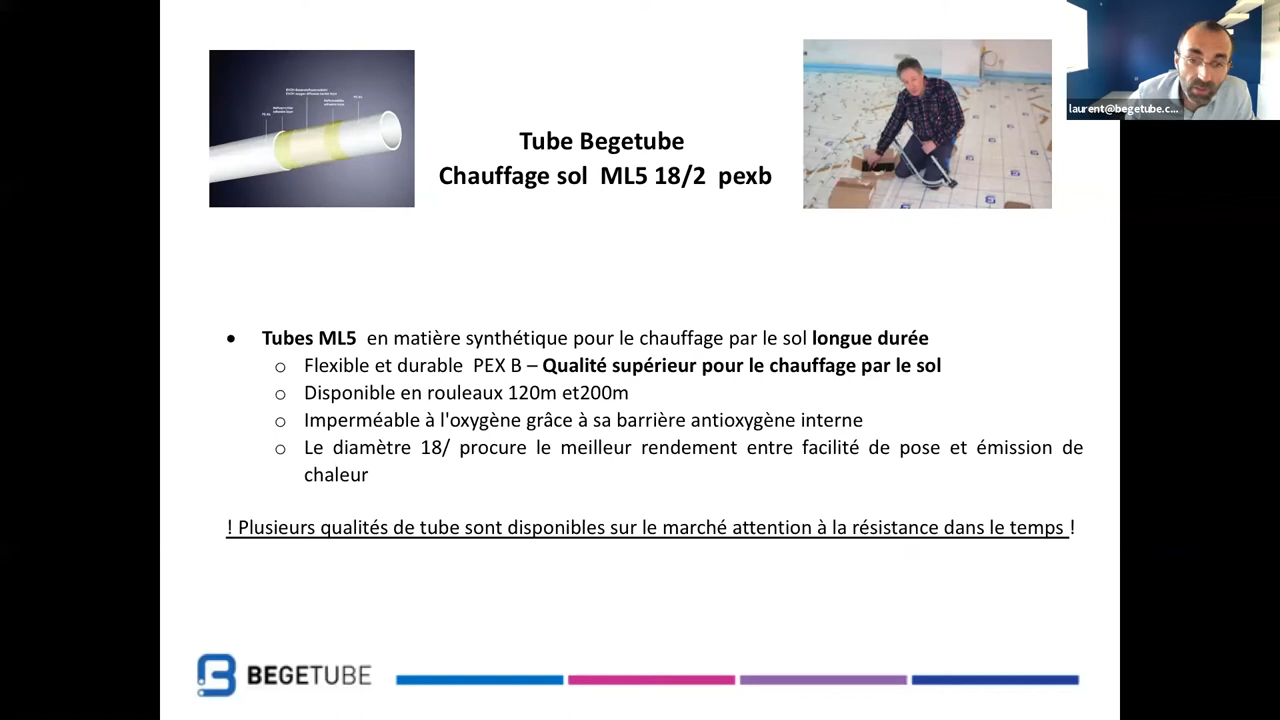 laurent@begetube.c...
Tube Begetube
Chauffage sol ML5 18/2 pexb
• Tubes ML5 en matière synthétique pour le chauffage par le sol longue durée
o Flexible et durable PEX B – Qualité supérieur pour le chauffage par le sol
o Disponible en rouleaux 120m et200m
o Imperméable à l'oxygène grâce à sa barrière antioxygène interne
o Le diamètre 18/ procure le meilleur rendement entre facilité de pose et émission de
chaleur
! Plusieurs qualités de tube sont disponibles sur le marché attention à la résistance dans le temps !
BEGETUBE